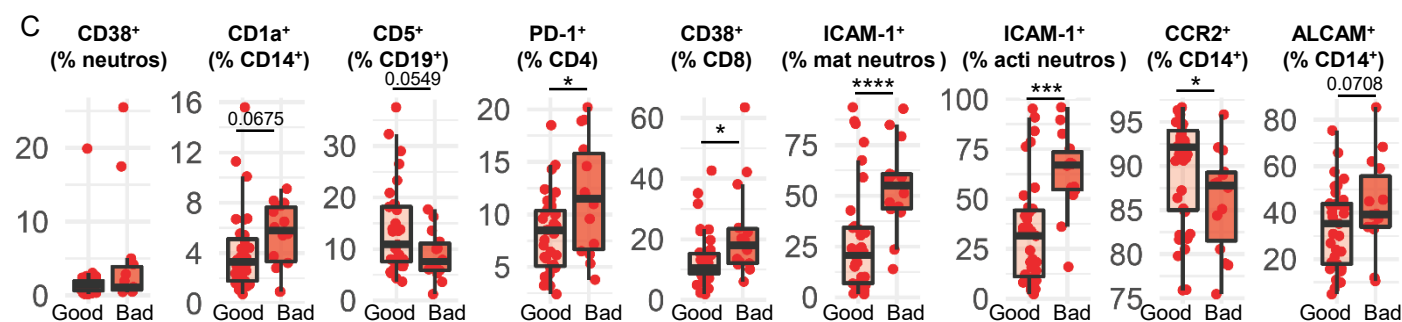 C
CD38⁺
(% neutros)
20
10
0
Good Bad
CD1a⁺
(% CD14⁺)
0.0675
16
12
8
4
0
Good Bad
CD5⁺
(% CD19⁺)
0.0549
30
20
10
0
Good Bad
PD-1⁺
(% CD4)
*
20
15
10
5
Good Bad
CD38⁺
(% CD8)
*
60
40
20
0
Good Bad
ICAM-1⁺
(% mat neutros)
****
75
50
25
0
Good Bad
ICAM-1⁺
(% acti neutros)
***
100
75
50
25
0
Good Bad
CCR2⁺
(% CD14⁺)
*
95
90
85
80
75
Good Bad
ALCAM⁺
(% CD14⁺)
0.0708
80
60
40
20
Good Bad